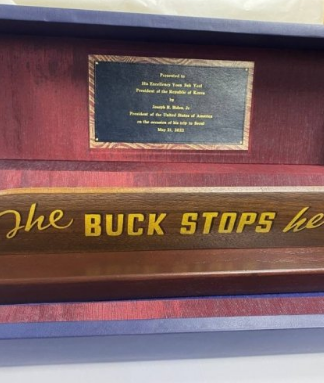 Presented to
His Excellency Yoon Suk Yeol
President of the Republic of Korea
by
Joseph R. Biden, Jr.
President of the United States of America
on the occasion of his trip to Seoul
May 21, 2022
The BUCK STOPS he